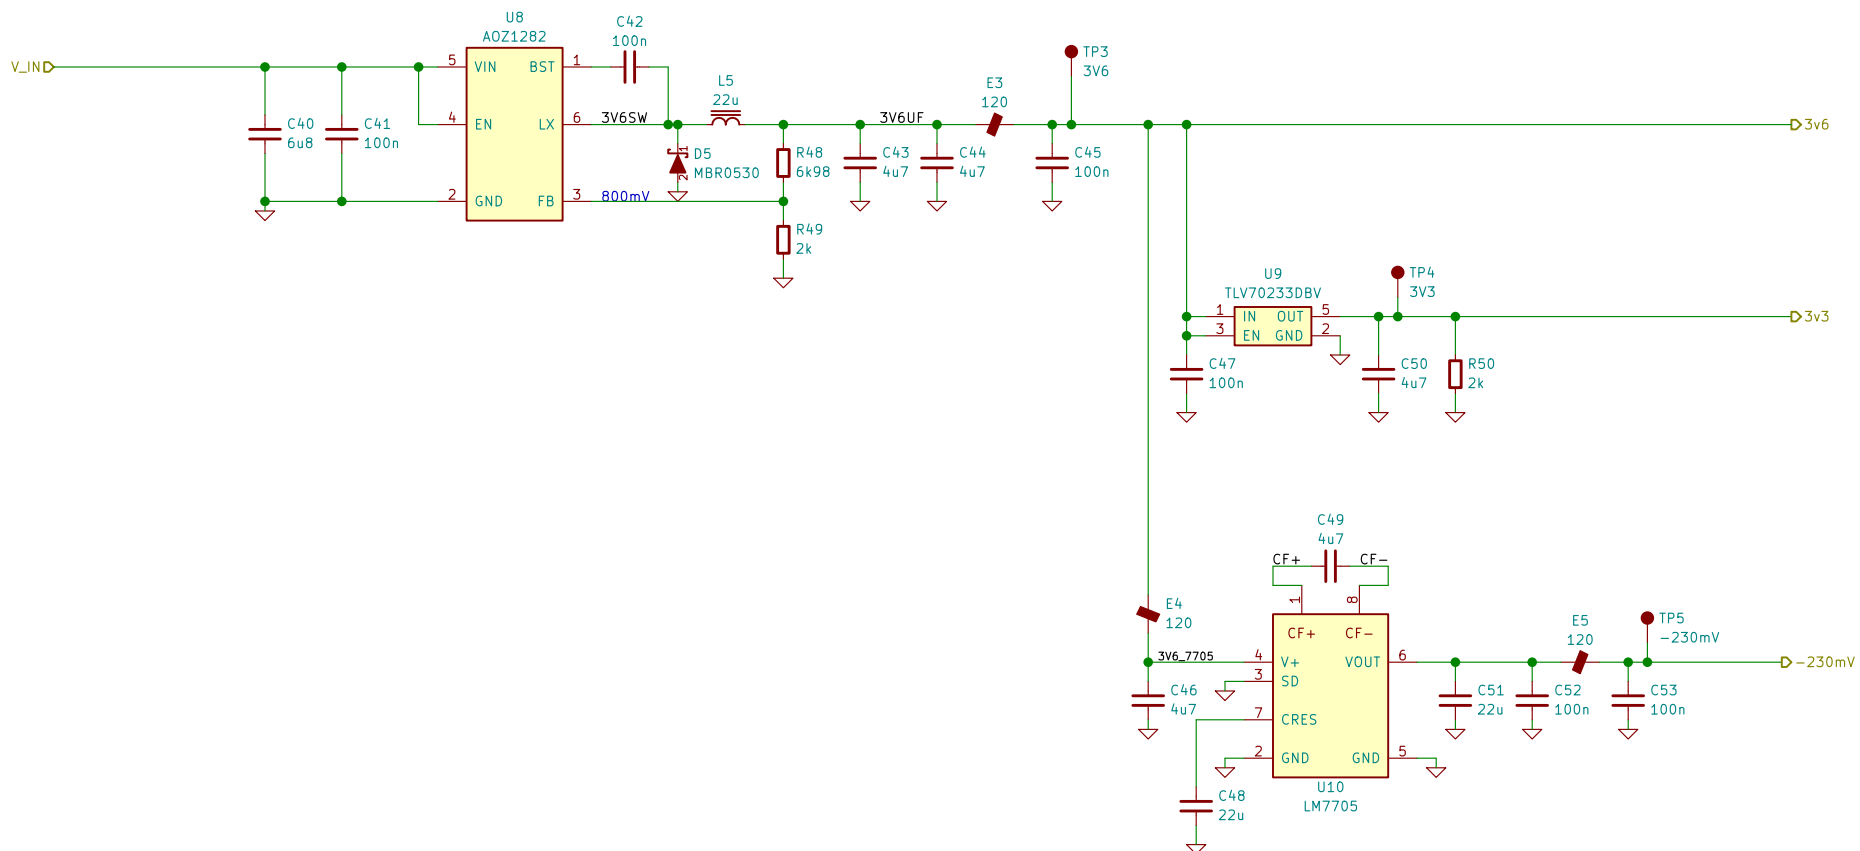 U8
AOZ1282
V_IN
5
VIN
BST
1
4
EN
LX
6
2
GND
FB
3
C42
100n
C40
6u8
C41
100n
3V6SW
800mV
L5
22u
1
2
D5
MBR0530
R48
6k98
R49
2k
C43
4u7
3V6UF
C44
4u7
E3
120
C45
100n
TP3
3V6
3v6
U9
TLV70233DBV
1
IN
OUT
5
3
EN
GND
2
C47
100n
TP4
3V3
C50
4u7
R50
2k
3v3
C49
4u7
CF+
CF-
1
8
E4
120
3V6_7705
CF+
CF-
4
V+
VOUT
6
3
SD
7
CRES
2
GND
GND
5
U10
LM7705
C46
4u7
C48
22u
C51
22u
C52
100n
E5
120
C53
100n
TP5
-230mV
-230mV